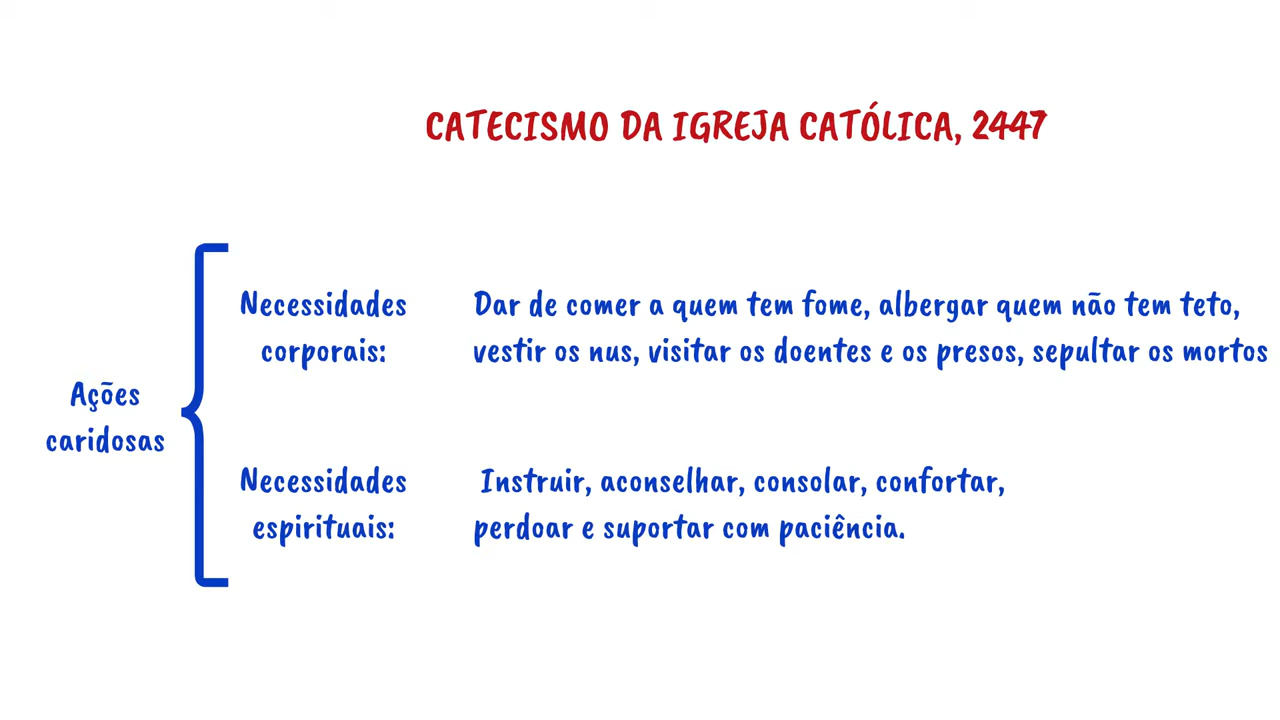 CATECISMO DA IGREJA CATÓLICA, 2447
Ações
caridosas
Necessidades
corporais:
Dar de comer a quem tem fome, albergar quem não tem teto,
vestir os nus, visitar os doentes e os presos, sepultar os mortos
Necessidades
espirituais:
Instruir, aconselhar, consolar, confortar,
perdoar e suportar com paciência.